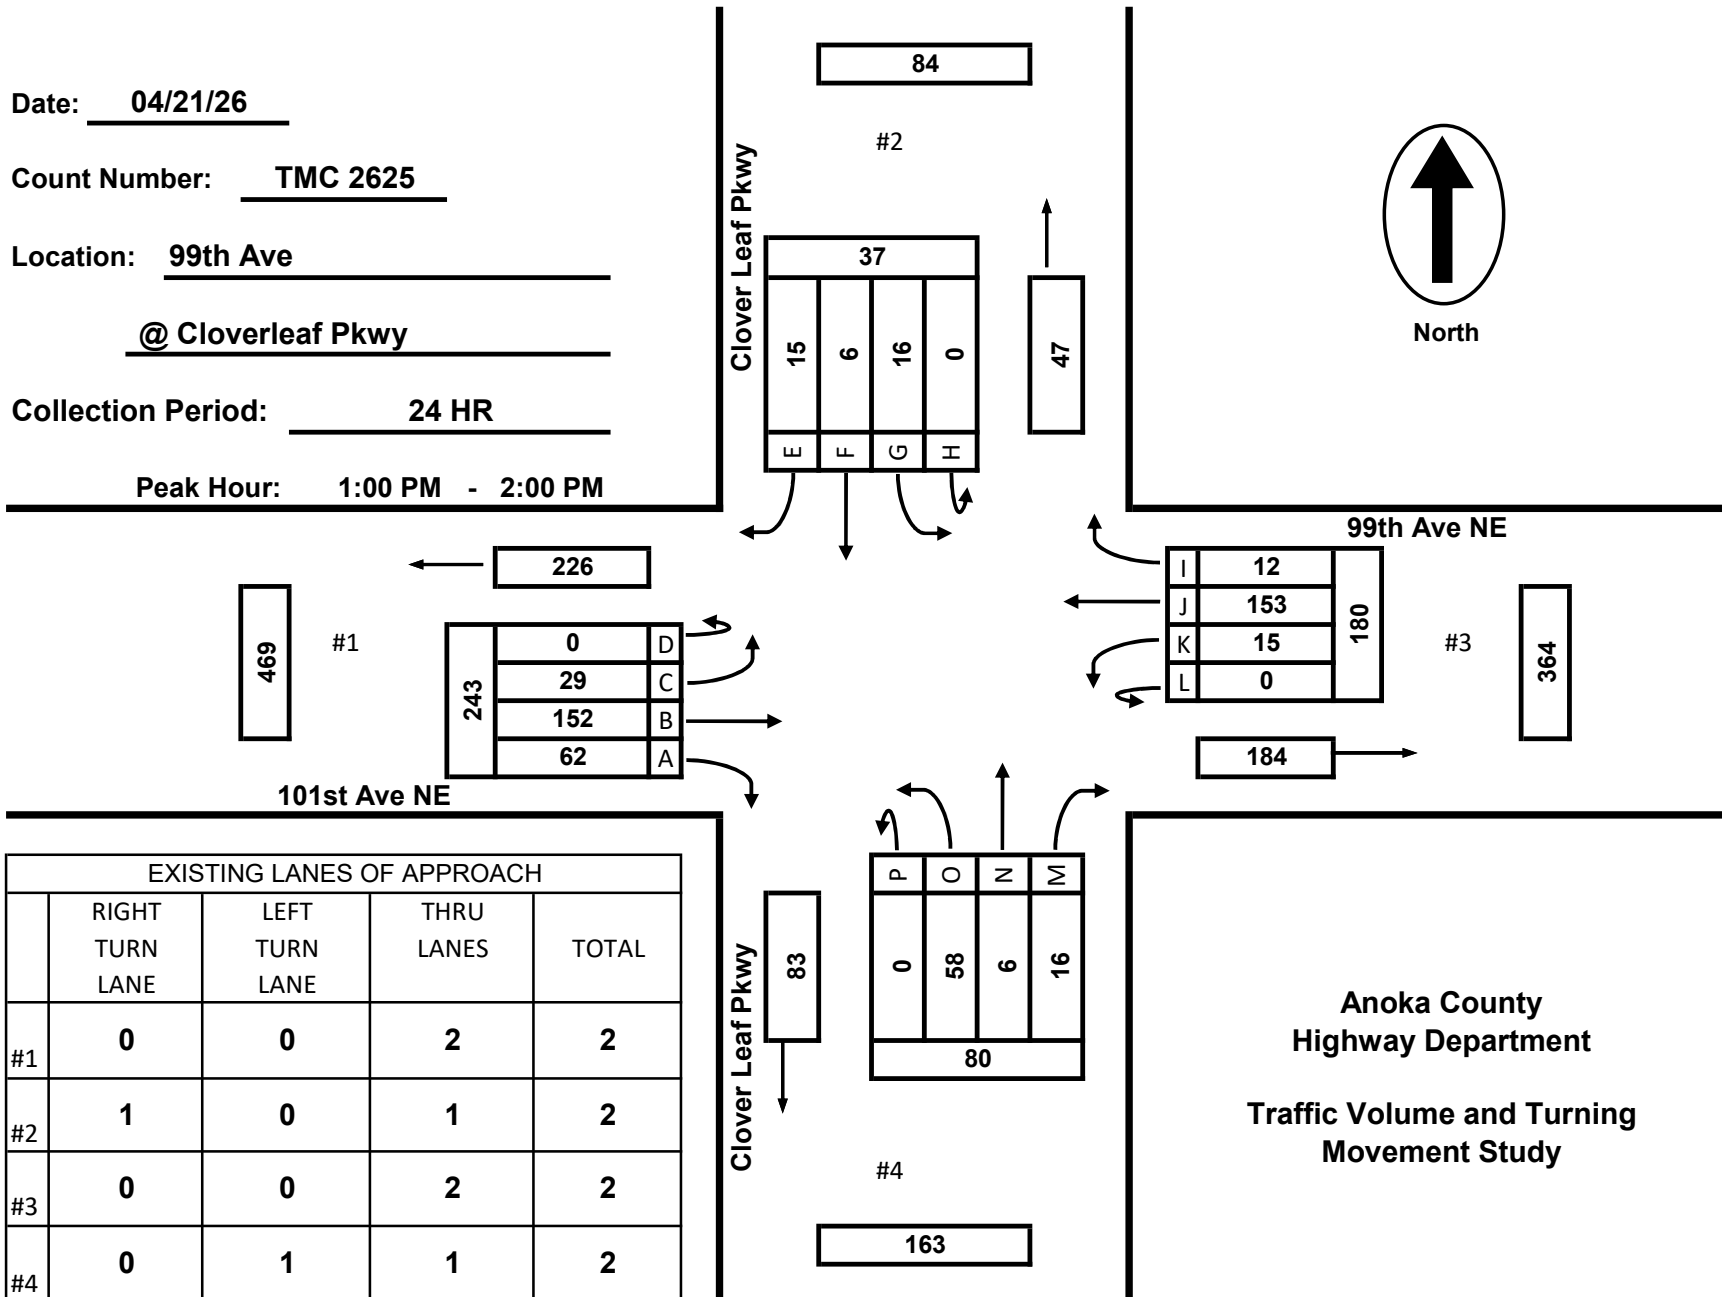 Date: 04/21/26
Count Number: TMC 2625
Location: 99th Ave
@ Cloverleaf Pkwy
Collection Period: 24 HR
Peak Hour: 1:00 PM - 2:00 PM
84
#2
Clover Leaf Pkwy
37
15 6 16 0
E F G H
47
North
99th Ave NE
226
469
#1
243
0 D
29 C
152 B
62 A
101st Ave NE
I 12
J 153
K 15
L 0
180
#3
364
184
EXISTING LANES OF APPROACH
RIGHT TURN LANE
LEFT TURN LANE
THRU LANES
TOTAL
#1 0 0 2 2
#2 1 0 1 2
#3 0 0 2 2
#4 0 1 1 2
Clover Leaf Pkwy
83
P O N M
0 58 6 16
80
#4
163
Anoka County
Highway Department
Traffic Volume and Turning
Movement Study